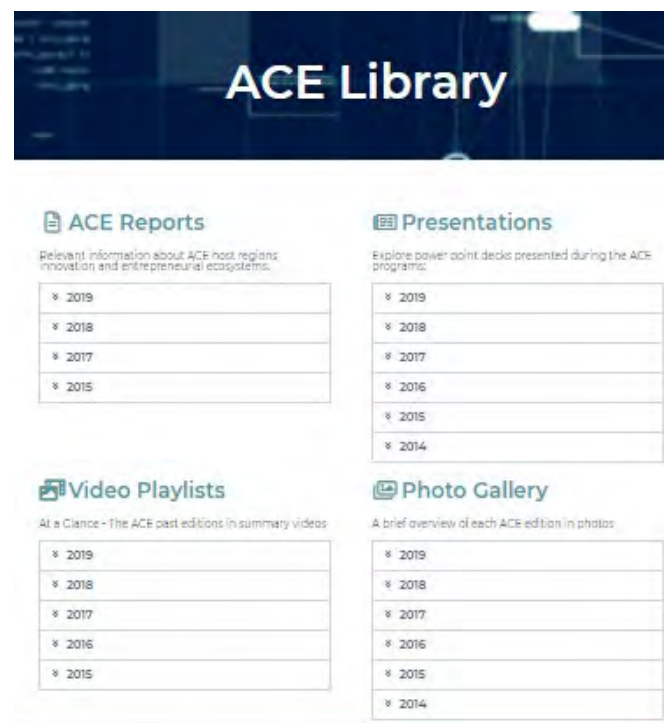 ACE Library
ACE Reports
Relevant information about ACE host regions
innovation and entrepreneurial ecosystems.
2019
2018
2017
2015
Presentations
Explore power point decks presented during the ACE
programs:
2019
2018
2017
2016
2015
2014
Video Playlists
At a Glance - The ACE past editions in summary videos
2019
2018
2017
2016
2015
Photo Gallery
A brief overview of each ACE edition in photos
2019
2018
2017
2016
2015
2014